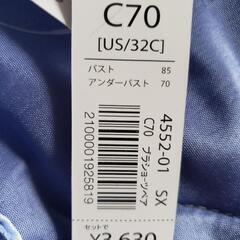 C70
[US/32C]
バスト 85
アンダーバスト 70
4552-01 SX
C70 ブラショーツペア
2100001925819
セットで
¥3,630